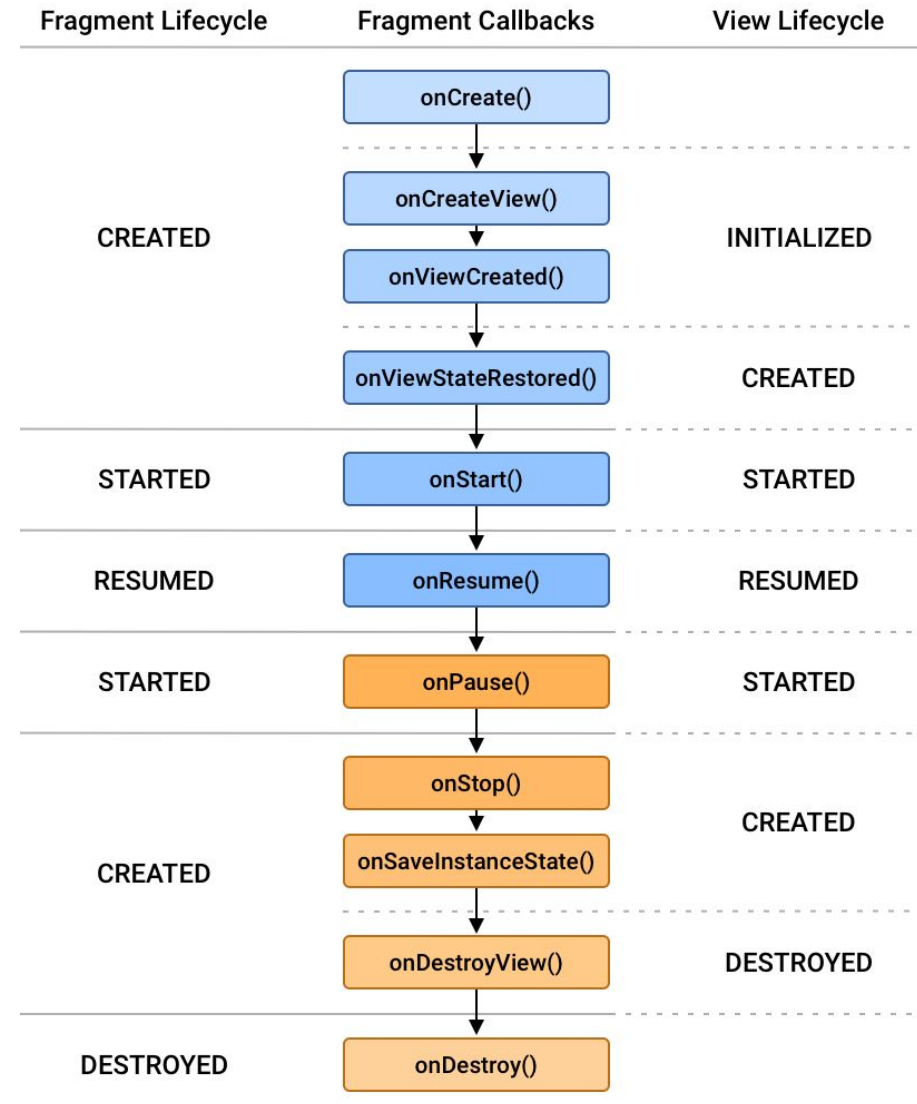 Fragment Lifecycle
Fragment Callbacks
View Lifecycle
onCreate()
onCreateView()
CREATED
INITIALIZED
onViewCreated()
onViewStateRestored()
CREATED
STARTED
onStart()
STARTED
RESUMED
onResume()
RESUMED
STARTED
onPause()
STARTED
onStop()
CREATED
onSaveInstanceState()
CREATED
onDestroyView()
DESTROYED
DESTROYED
onDestroy()